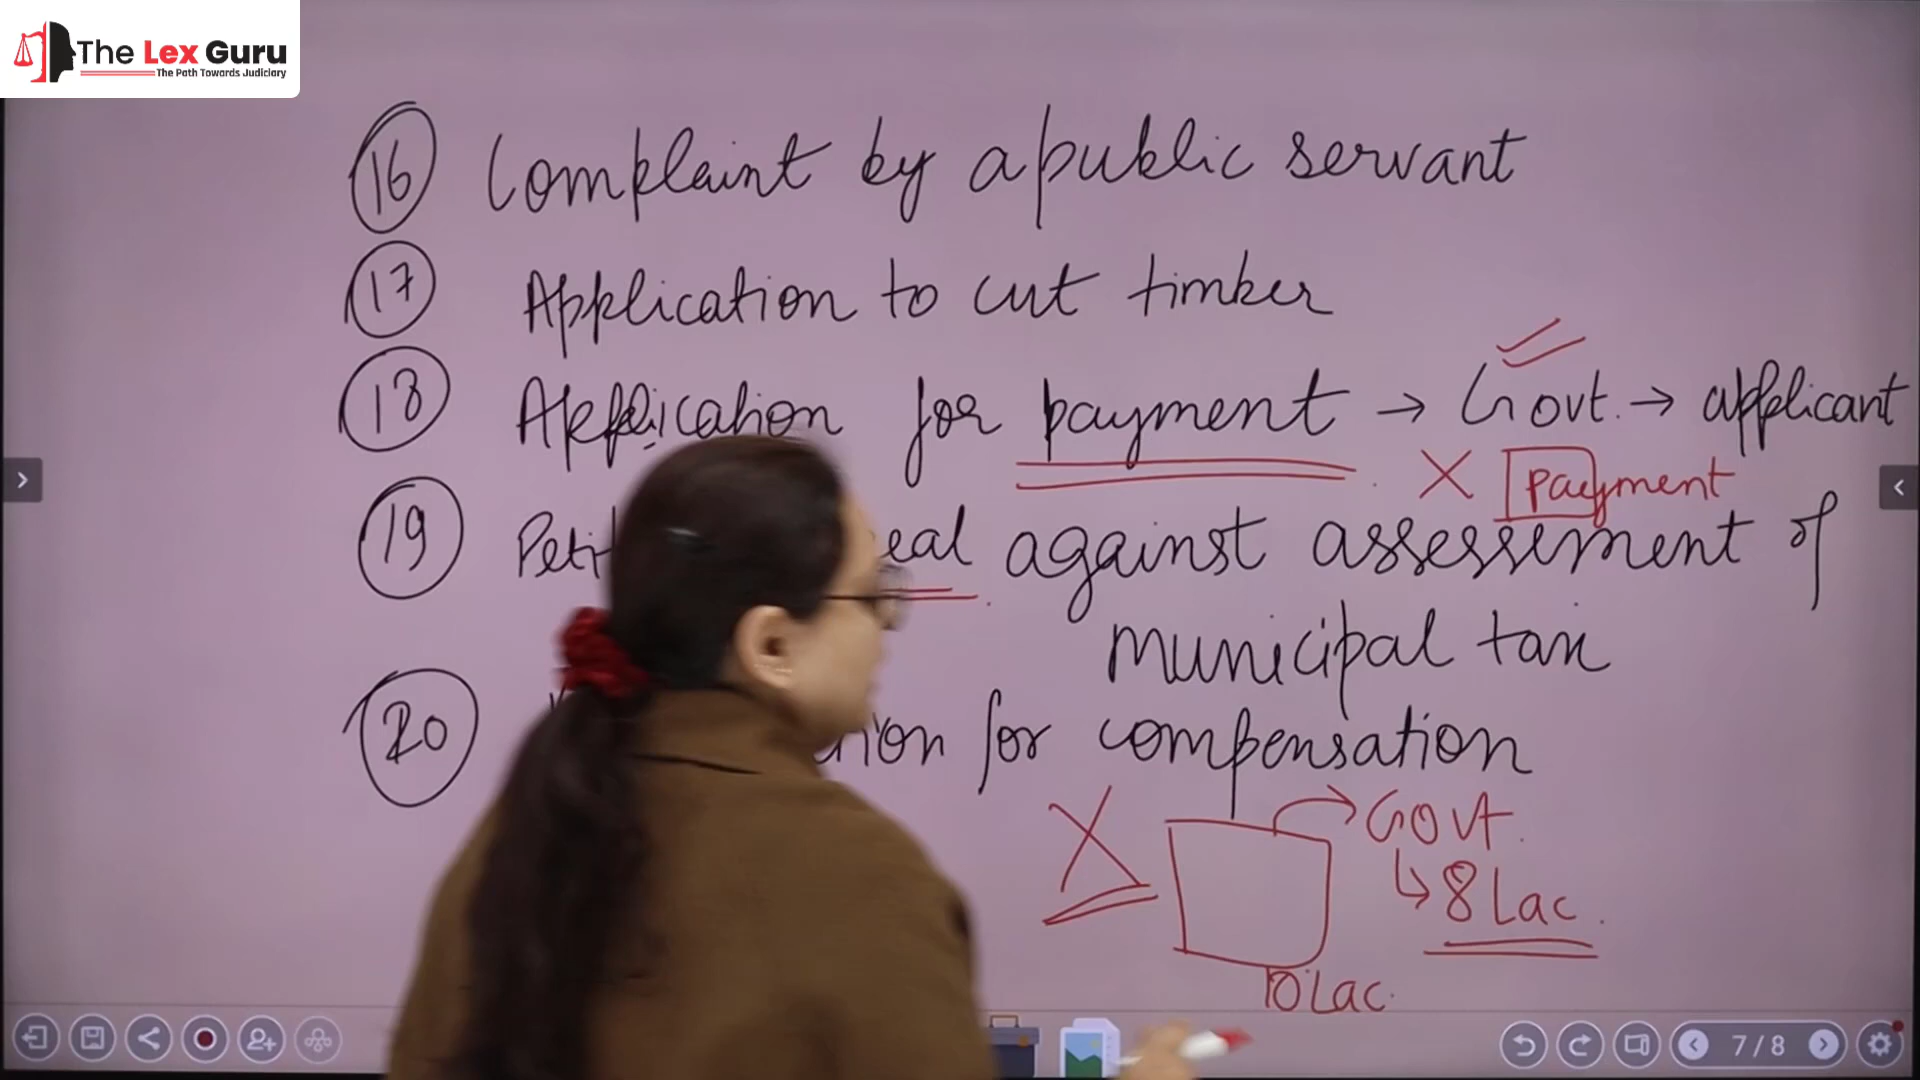 The Lex Guru
The Path Towards Judiciary
16 Complaint by a public servant
17 Application to cut timber
18 Application for payment → Govt. → applicant
X payment
19 against assessement of
municipal tax
20 for compensation
X Govt.
↳ 8 Lac.
10 Lac.
7 / 8